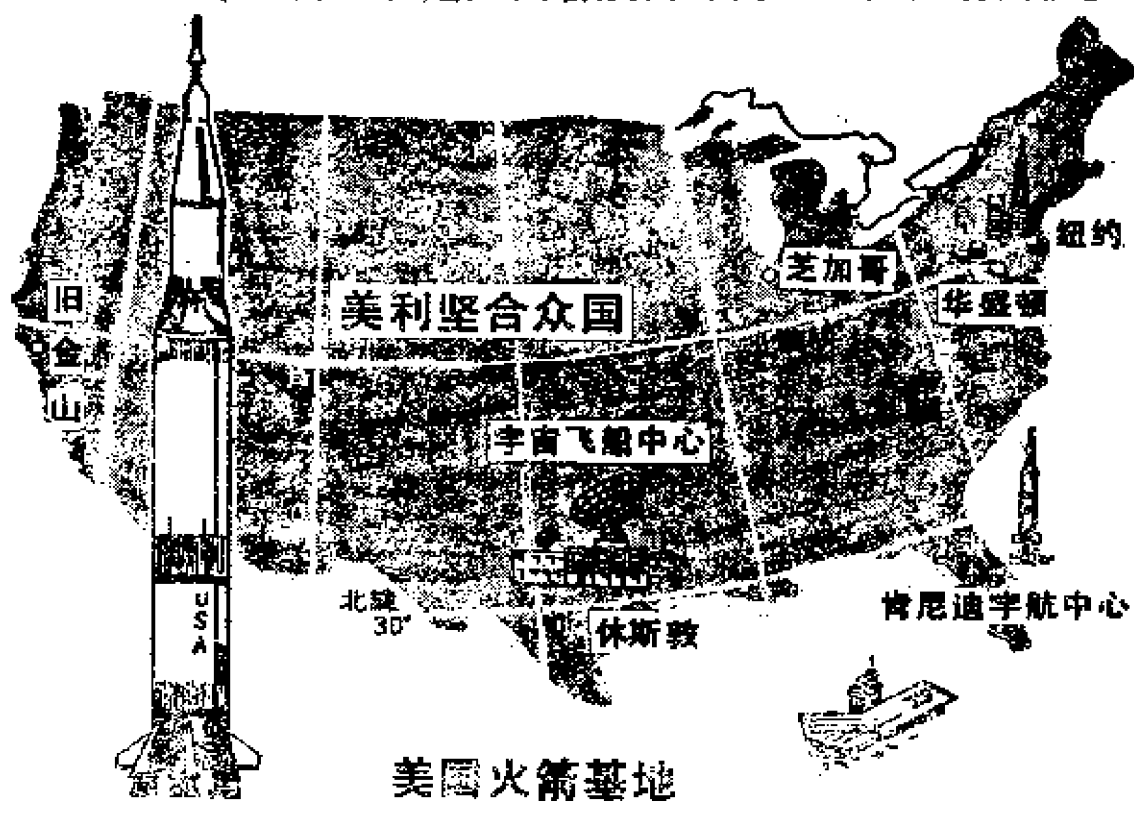 纽约
芝加哥
华盛顿
旧金山
美利坚合众国
宇宙飞船中心
USA
北纬
30°
休斯敦
肯尼迪宇航中心
美国火箭基地